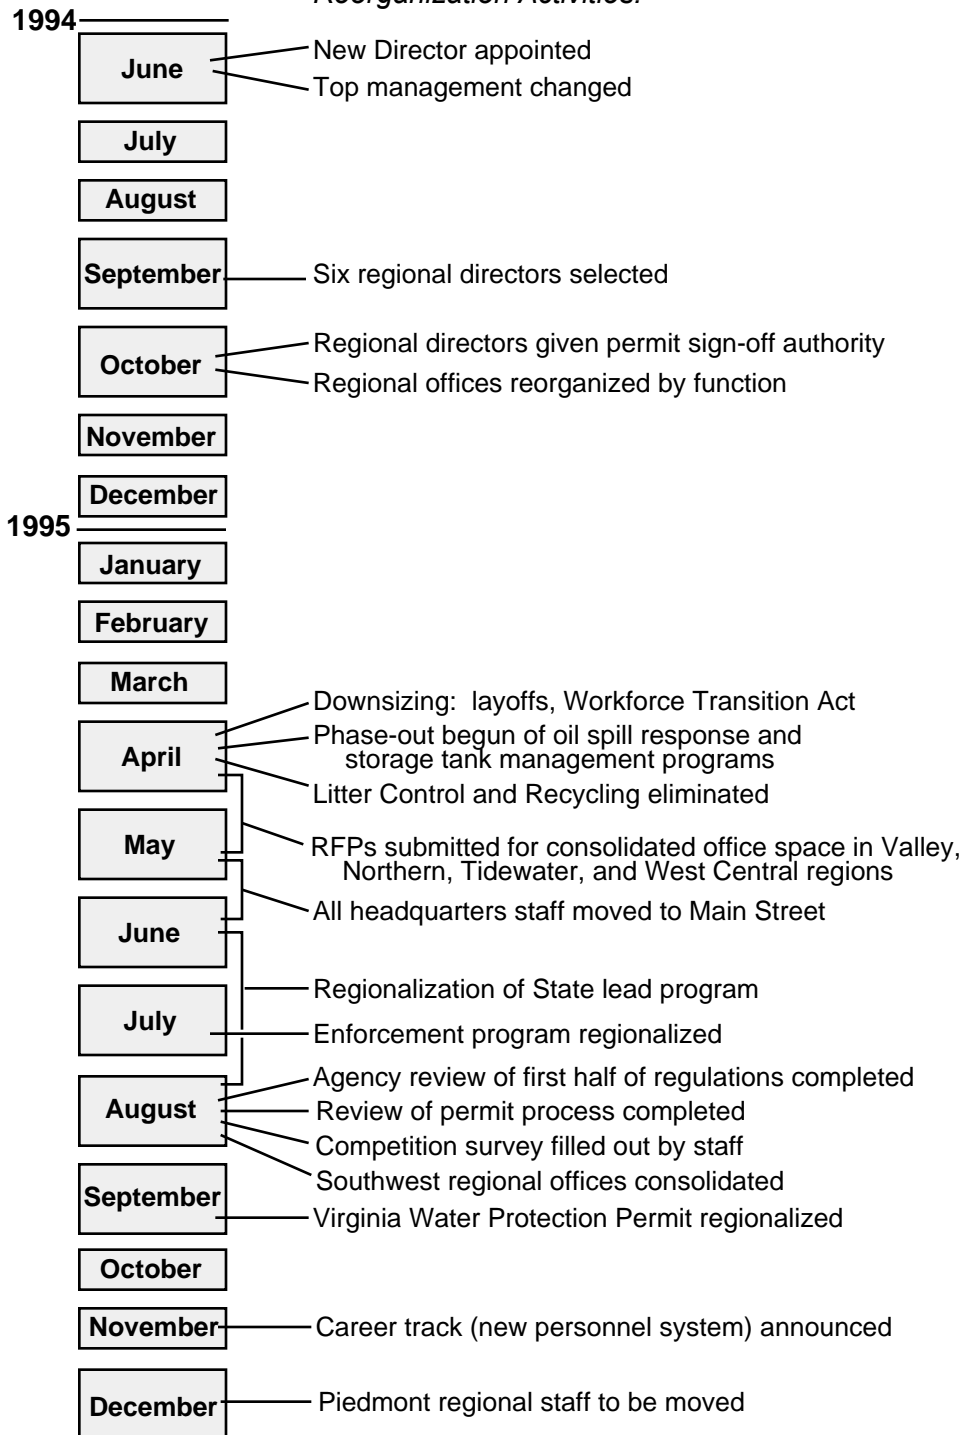 Reorganization Activities:
1994
June
New Director appointed
Top management changed
July
August
September
Six regional directors selected
October
Regional directors given permit sign-off authority
Regional offices reorganized by function
November
December
1995
January
February
March
April
Downsizing: layoffs, Workforce Transition Act
Phase-out begun of oil spill response and
storage tank management programs
Litter Control and Recycling eliminated
May
RFPs submitted for consolidated office space in Valley,
Northern, Tidewater, and West Central regions
All headquarters staff moved to Main Street
June
Regionalization of State lead program
July
Enforcement program regionalized
August
Agency review of first half of regulations completed
Review of permit process completed
Competition survey filled out by staff
Southwest regional offices consolidated
September
Virginia Water Protection Permit regionalized
October
November
Career track (new personnel system) announced
December
Piedmont regional staff to be moved